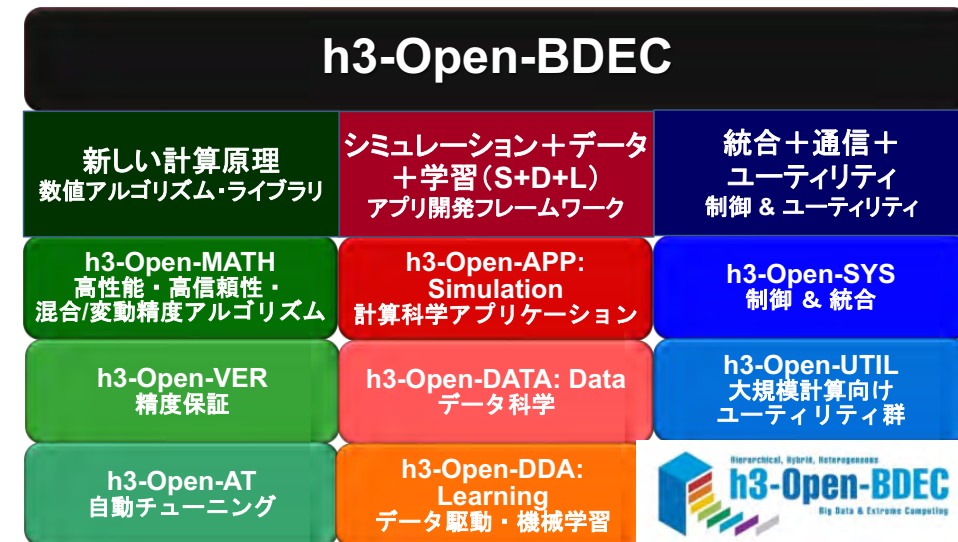 h3-Open-BDEC
新しい計算原理
数値アルゴリズム・ライブラリ
シミュレーション＋データ
＋学習（S+D+L）
アプリ開発フレームワーク
統合＋通信＋
ユーティリティ
制御 & ユーティリティ
h3-Open-MATH
高性能・高信頼性・
混合/変動精度アルゴリズム
h3-Open-APP:
Simulation
計算科学アプリケーション
h3-Open-SYS
制御 & 統合
h3-Open-VER
精度保証
h3-Open-DATA: Data
データ科学
h3-Open-UTIL
大規模計算向け
ユーティリティ群
h3-Open-AT
自動チューニング
h3-Open-DDA:
Learning
データ駆動・機械学習
Hierarchical, Hybrid, Heterogeneous
h3-Open-BDEC
Big Data & Extreme Computing